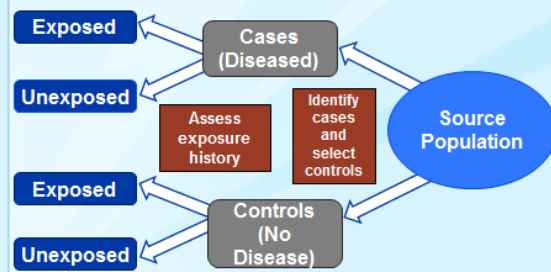 Exposed
Cases
(Diseased)
Unexposed
Assess
exposure
history
Identify
cases
and
select
controls
Source
Population
Exposed
Controls
(No
Disease)
Unexposed